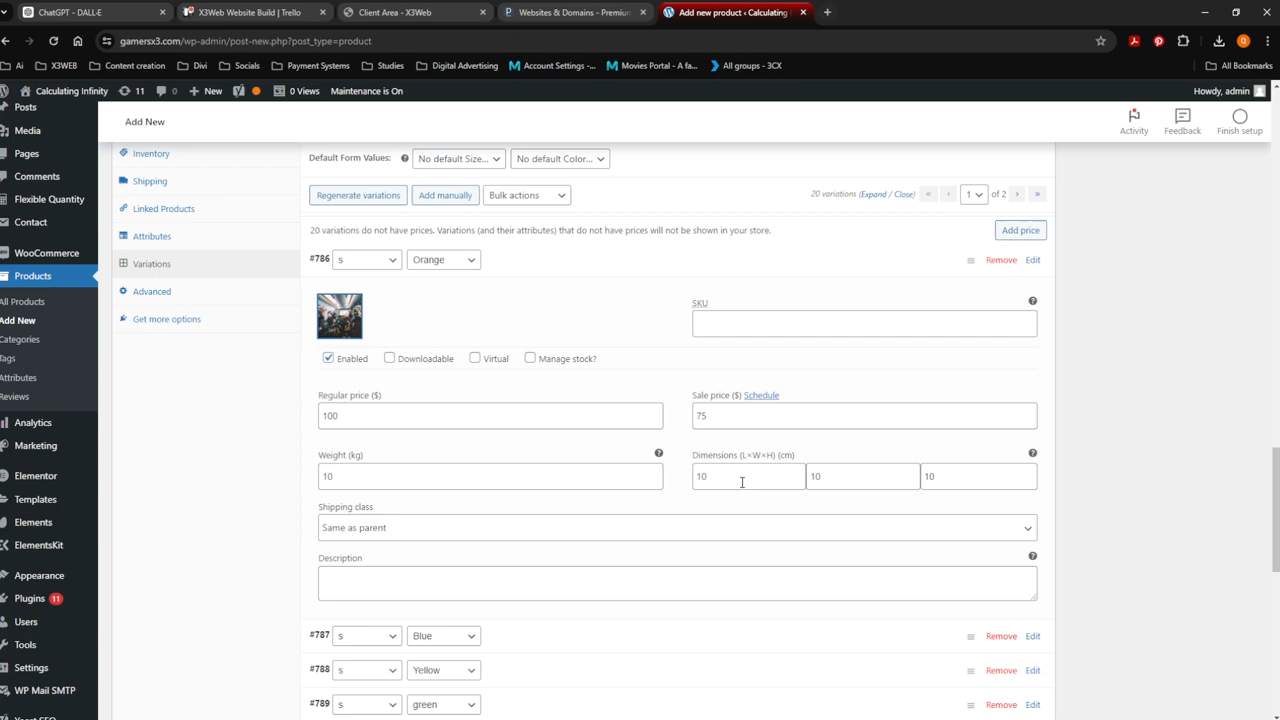 ChatGPT - DALL·E
X3Web Website Build | Trello
Client Area - X3Web
Websites & Domains - Premium
Add new product ‹ Calculating
gamersx3.com/wp-admin/post-new.php?post_type=product
Ai
X3WEB
Content creation
Divi
Socials
Payment Systems
Studies
Digital Advertising
Account Settings -...
Movies Portal - A fa...
All groups - 3CX
All Bookmarks
Calculating Infinity
11
0
New
0 Views
Maintenance is On
Howdy, admin
Posts
Media
Pages
Comments
Flexible Quantity
Contact
WooCommerce
Products
All Products
Add New
Categories
Tags
Attributes
Reviews
Analytics
Marketing
Elementor
Templates
Elements
ElementsKit
Appearance
Plugins 11
Users
Tools
Settings
WP Mail SMTP
Yoast SEO
Add New
Activity
Feedback
Finish setup
Inventory
Shipping
Linked Products
Attributes
Variations
Advanced
Get more options
Default Form Values: No default Size... No default Color...
Regenerate variations Add manually Bulk actions 20 variations (Expand / Close) « ‹ 1 of 2 › »
20 variations do not have prices. Variations (and their attributes) that do not have prices will not be shown in your store. Add price
#786 s Orange Remove Edit
SKU
Enabled Downloadable Virtual Manage stock?
Regular price ($) Sale price ($) Schedule
100 75
Weight (kg) Dimensions (L×W×H) (cm)
10 10 10 10
Shipping class
Same as parent
Description
#787 s Blue Remove Edit
#788 s Yellow Remove Edit
#789 s green Remove Edit